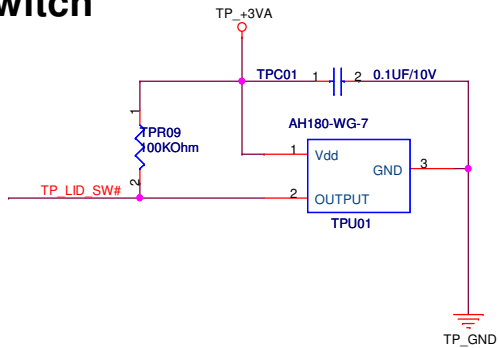 witch
TP_+3VA
TPC01 1 2 0.1UF/10V
1
TPR09
100KOhm
2
AH180-WG-7
1 Vdd
GND 3
TP_LID_SW#
2 OUTPUT
TPU01
TP_GND